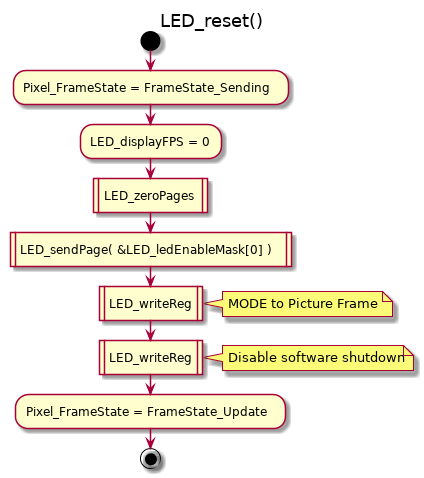 LED_reset()
Pixel_FrameState = FrameState_Sending
LED_displayFPS = 0
LED_zeroPages
LED_sendPage( &LED_ledEnableMask[0] )
LED_writeReg
MODE to Picture Frame
LED_writeReg
Disable software shutdown
Pixel_FrameState = FrameState_Update